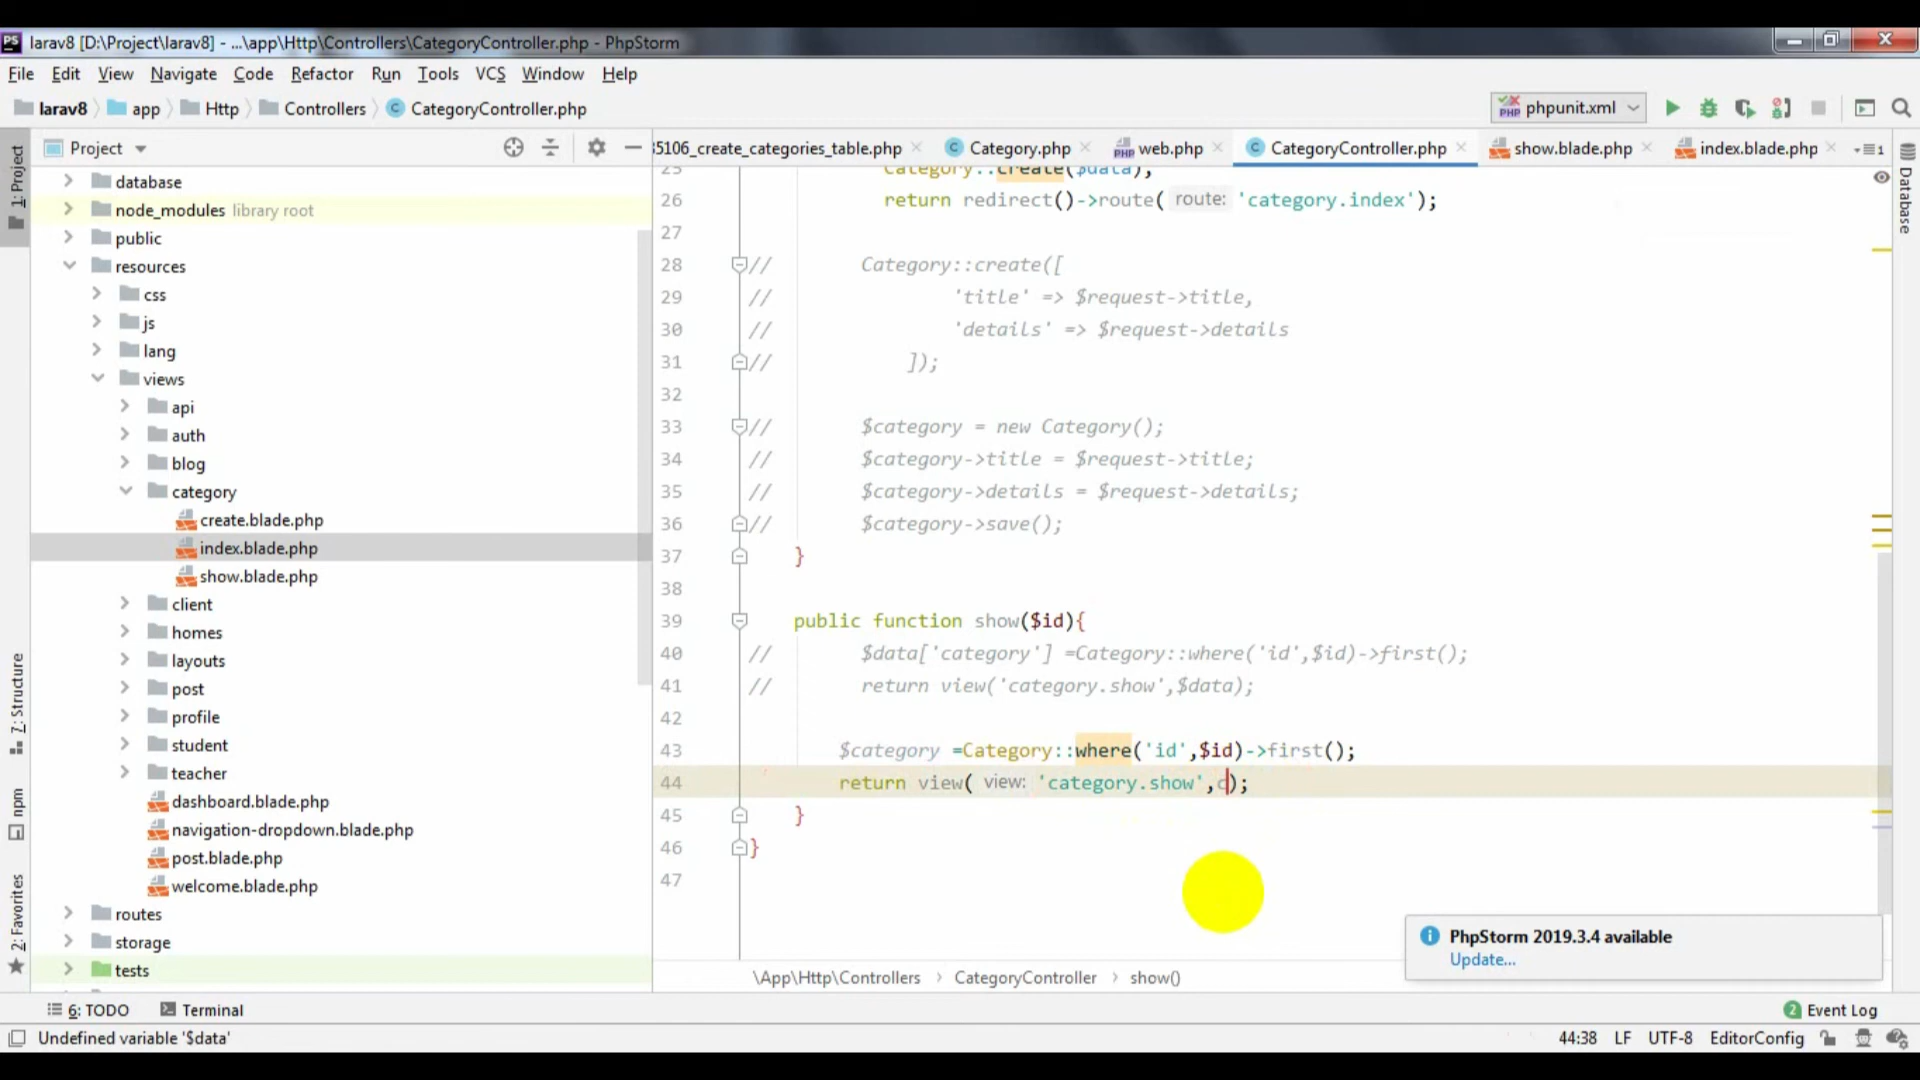 larav8 [D:\Project\larav8] - ...\app\Http\Controllers\CategoryController.php - PhpStorm
File Edit View Navigate Code Refactor Run Tools VCS Window Help
larav8 app Http Controllers CategoryController.php phpunit.xml
Project 35106_create_categories_table.php Category.php web.php CategoryController.php show.blade.php index.blade.php 1
1: Project
7: Structure
npm
2: Favorites
Database
database
node_modules library root
public
resources
css
js
lang
views
api
auth
blog
category
create.blade.php
index.blade.php
show.blade.php
client
homes
layouts
post
profile
student
teacher
dashboard.blade.php
navigation-dropdown.blade.php
post.blade.php
welcome.blade.php
routes
storage
tests
25 Category::create($data);
26 return redirect()->route( route: 'category.index');
27
28 // Category::create([
29 // 'title' => $request->title,
30 // 'details' => $request->details
31 // ]);
32
33 // $category = new Category();
34 // $category->title = $request->title;
35 // $category->details = $request->details;
36 // $category->save();
37 }
38
39 public function show($id){
40 // $data['category'] =Category::where('id',$id)->first();
41 // return view('category.show',$data);
42
43 $category =Category::where('id',$id)->first();
44 return view( view: 'category.show',c);
45 }
46 }
47
PhpStorm 2019.3.4 available
Update...
\App\Http\Controllers CategoryController show()
6: TODO Terminal 2 Event Log
Undefined variable '$data' 44:38 LF UTF-8 EditorConfig